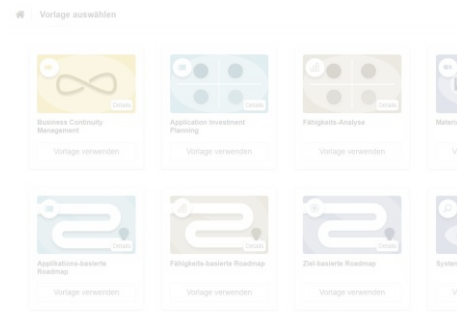 Vorlage auswählen
Details
Details
Details
Business Continuity
Management
Application Investment
Planning
Fähigkeits-Analyse
Vorlage verwenden
Vorlage verwenden
Vorlage verwenden
V
Details
Details
Details
Applikations-basierte
Roadmap
Fähigkeits-basierte Roadmap
Ziel-basierte Roadmap
System
Vorlage verwenden
Vorlage verwenden
Vorlage verwenden
V